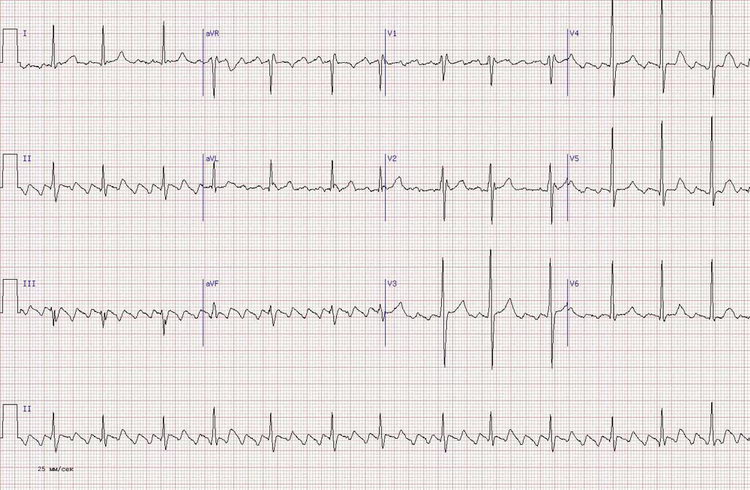 I aVR V1 V4
II aVL V2 V5
III aVF V3 V6
II
25 мм/сек